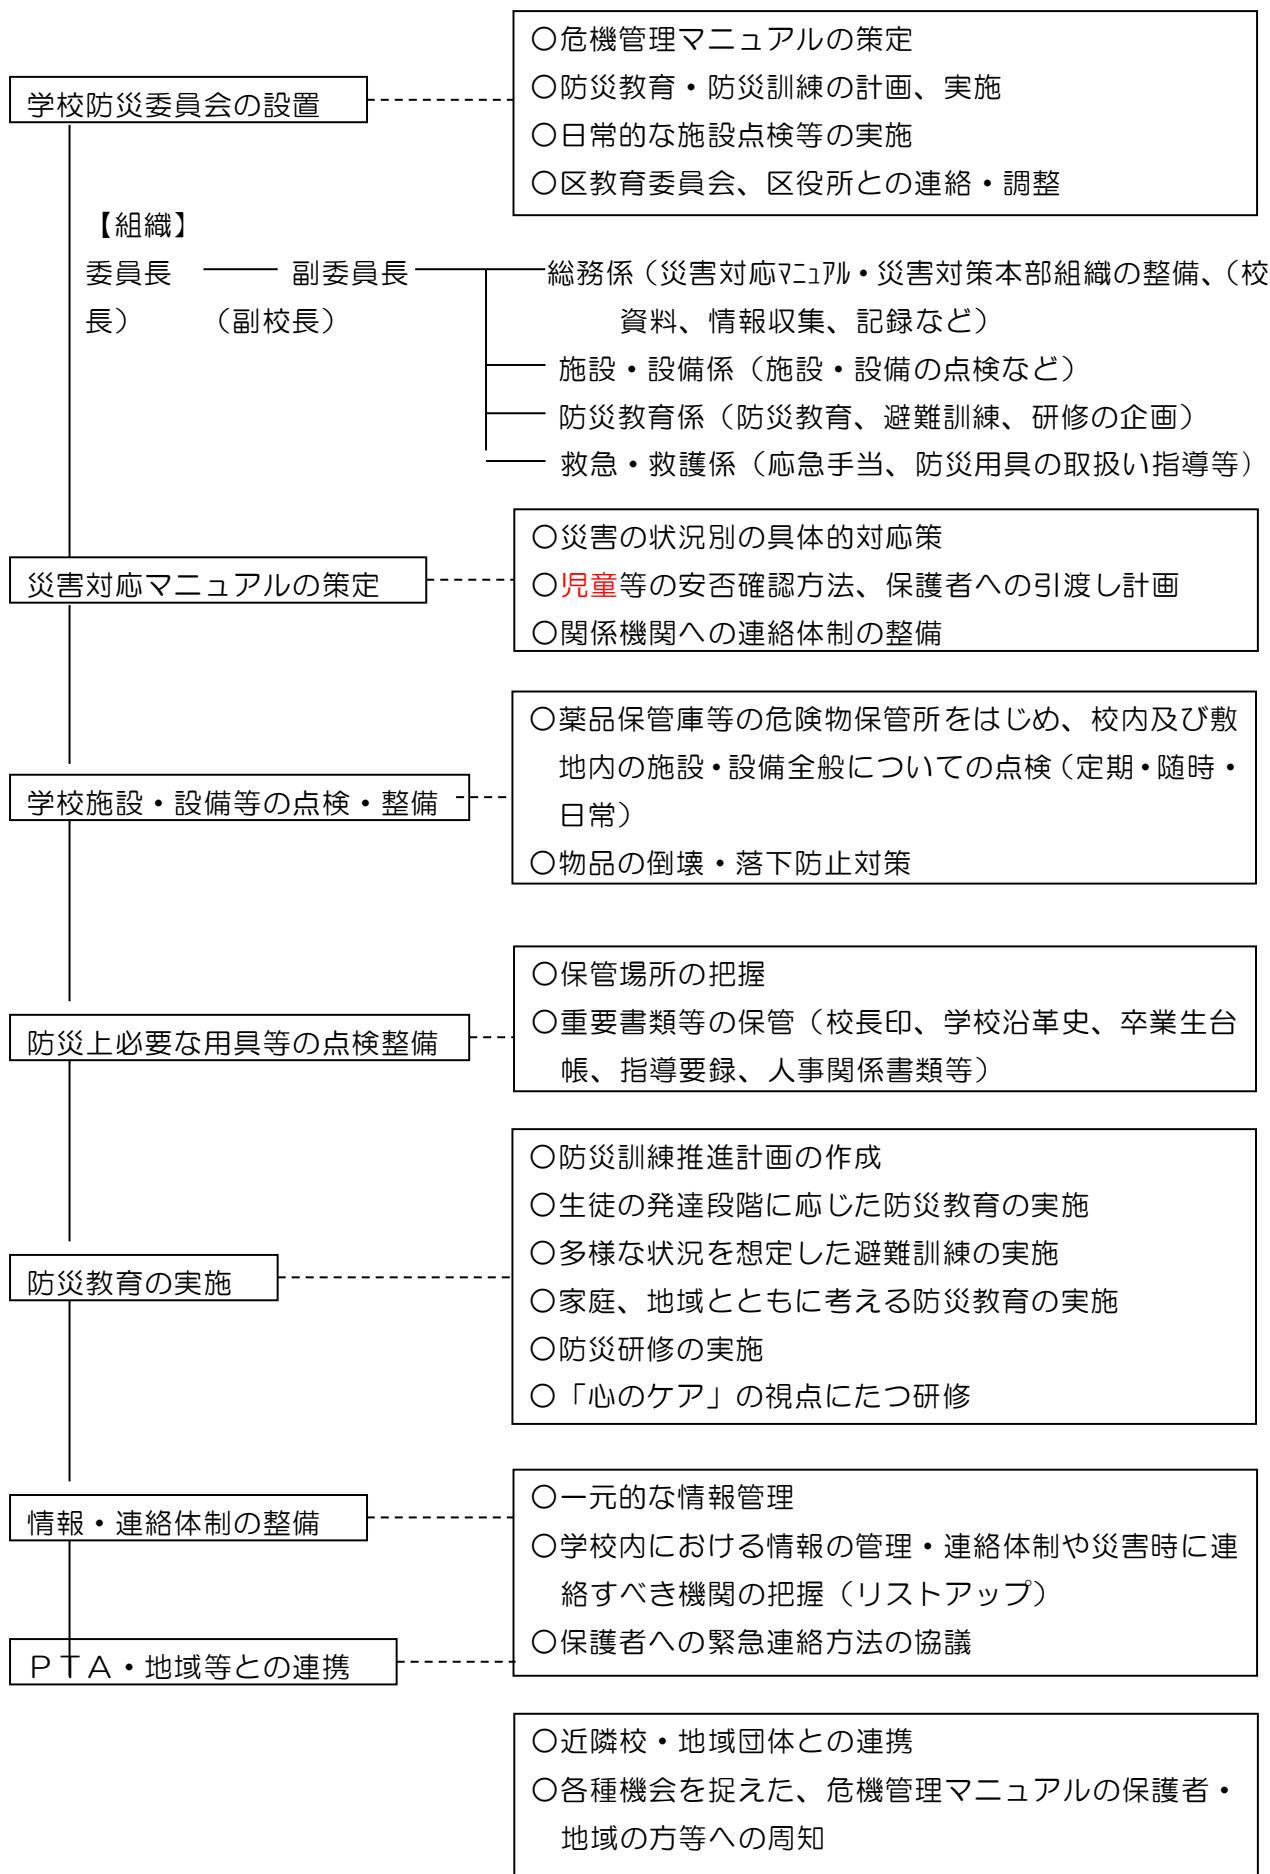 学校防災委員会の設置
〇危機管理マニュアルの策定
〇防災教育・防災訓練の計画、実施
〇日常的な施設点検等の実施
〇区教育委員会、区役所との連絡・調整
【組織】
委員長 副委員長 総務係（災害対応ﾏﾆｭｱﾙ・災害対策本部組織の整備、（校
長） （副校長） 資料、情報収集、記録など）
施設・設備係（施設・設備の点検など）
防災教育係（防災教育、避難訓練、研修の企画）
救急・救護係（応急手当、防災用具の取扱い指導等）
災害対応マニュアルの策定
〇災害の状況別の具体的対応策
〇児童等の安否確認方法、保護者への引渡し計画
〇関係機関への連絡体制の整備
学校施設・設備等の点検・整備
〇薬品保管庫等の危険物保管所をはじめ、校内及び敷
地内の施設・設備全般についての点検（定期・随時・
日常）
〇物品の倒壊・落下防止対策
防災上必要な用具等の点検整備
〇保管場所の把握
〇重要書類等の保管（校長印、学校沿革史、卒業生台
帳、指導要録、人事関係書類等）
防災教育の実施
〇防災訓練推進計画の作成
〇生徒の発達段階に応じた防災教育の実施
〇多様な状況を想定した避難訓練の実施
〇家庭、地域とともに考える防災教育の実施
〇防災研修の実施
〇「心のケア」の視点にたつ研修
情報・連絡体制の整備
〇一元的な情報管理
〇学校内における情報の管理・連絡体制や災害時に連
絡すべき機関の把握（リストアップ）
〇保護者への緊急連絡方法の協議
ＰＴＡ・地域等との連携
〇近隣校・地域団体との連携
〇各種機会を捉えた、危機管理マニュアルの保護者・
地域の方等への周知